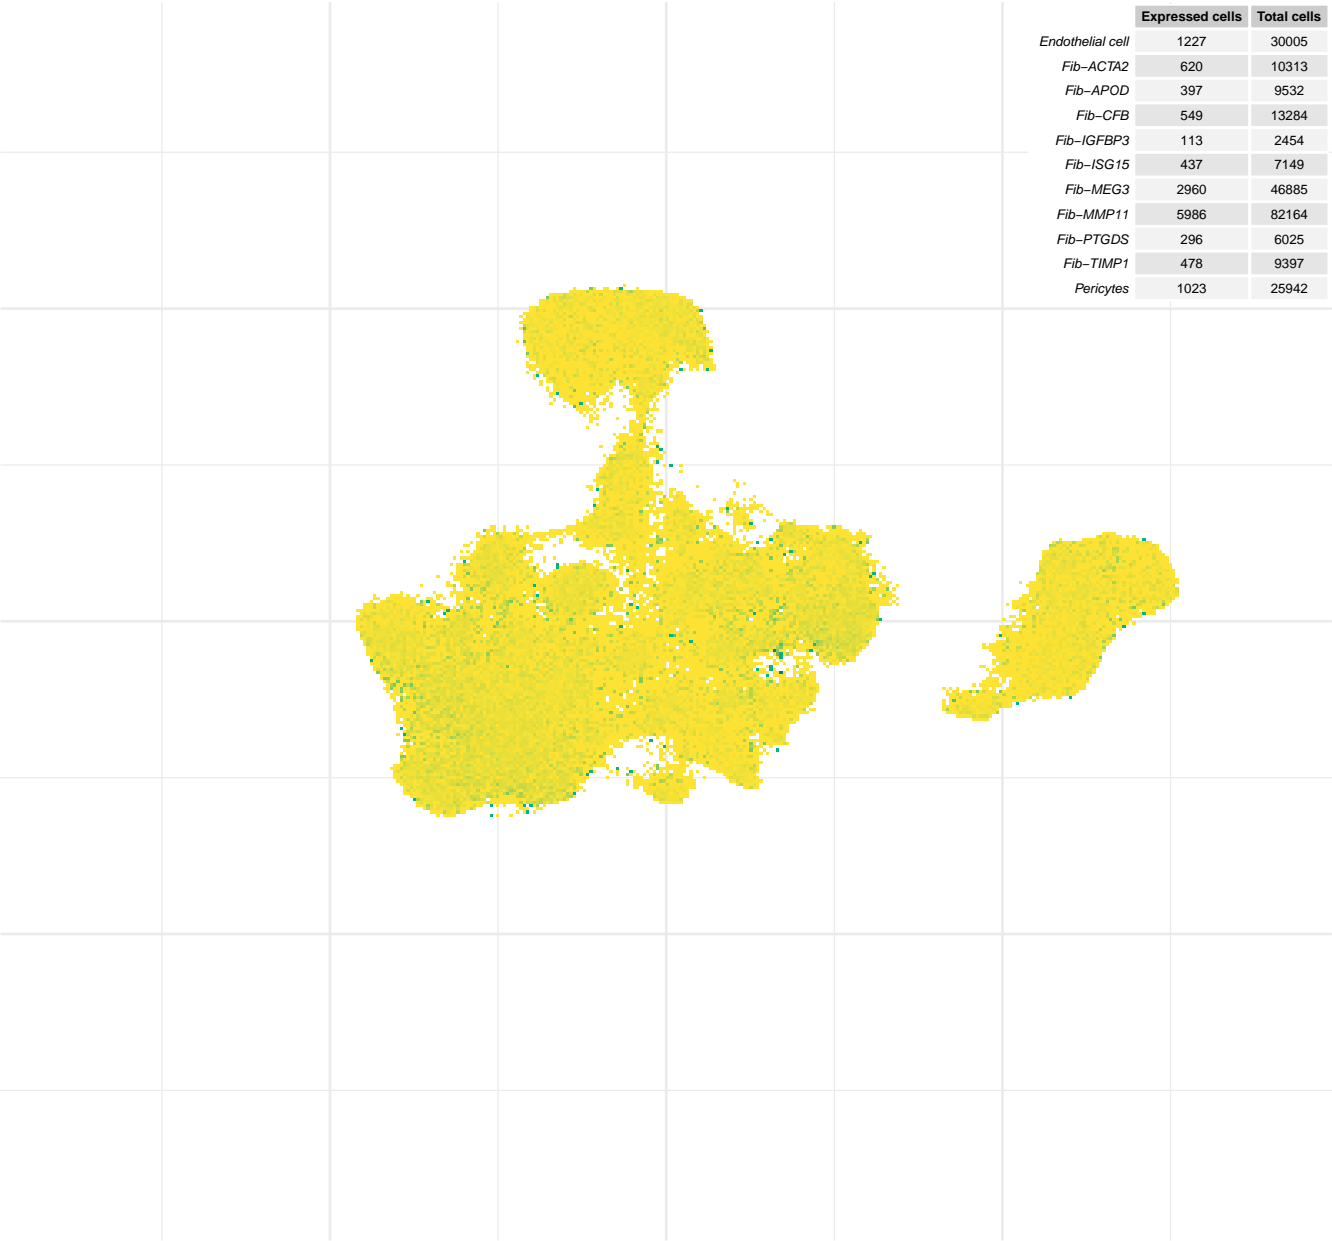 Expressed cells Total cells
Endothelial cell 1227 30005
Fib−ACTA2 620 10313
Fib−APOD 397 9532
Fib−CFB 549 13284
Fib−IGFBP3 113 2454
Fib−ISG15 437 7149
Fib−MEG3 2960 46885
Fib−MMP11 5986 82164
Fib−PTGDS 296 6025
Fib−TIMP1 478 9397
Pericytes 1023 25942